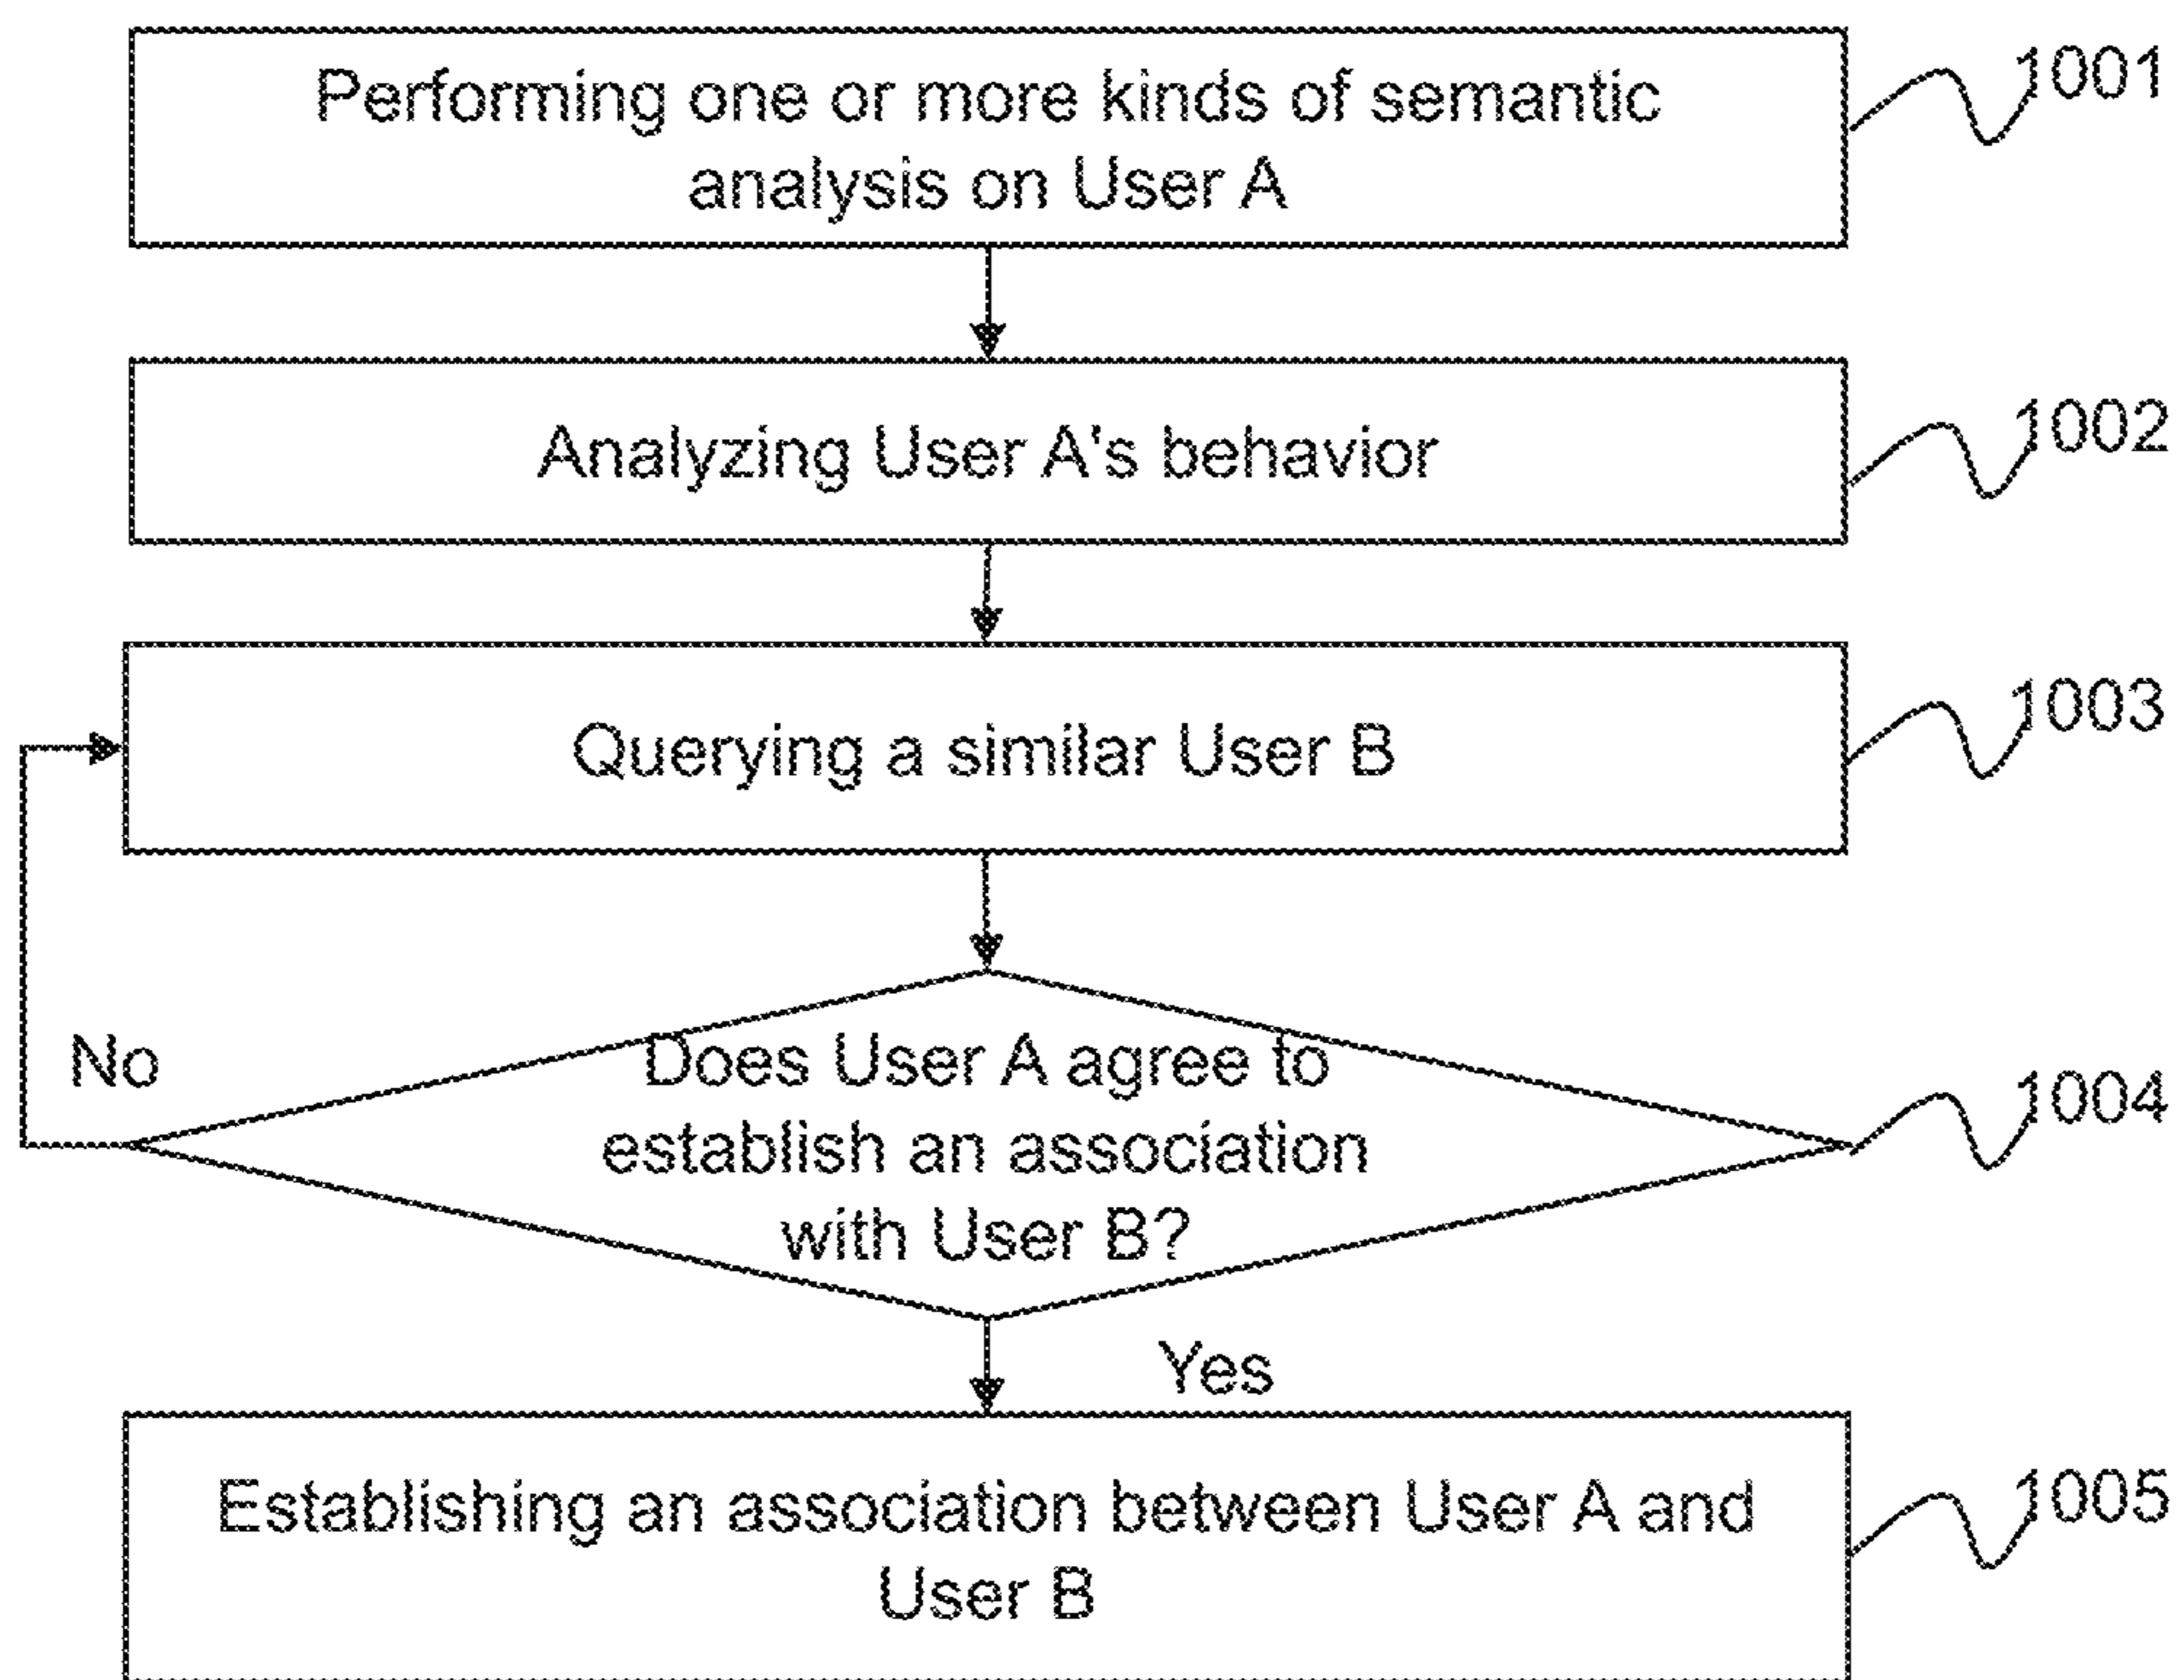 Performing one or more kinds of semantic
analysis on User A
1001
Analyzing User A's behavior
1002
Querying a similar User B
1003
No
Does User A agree to
establish an association
with User B?
1004
Yes
Establishing an association between User A and
User B
1005